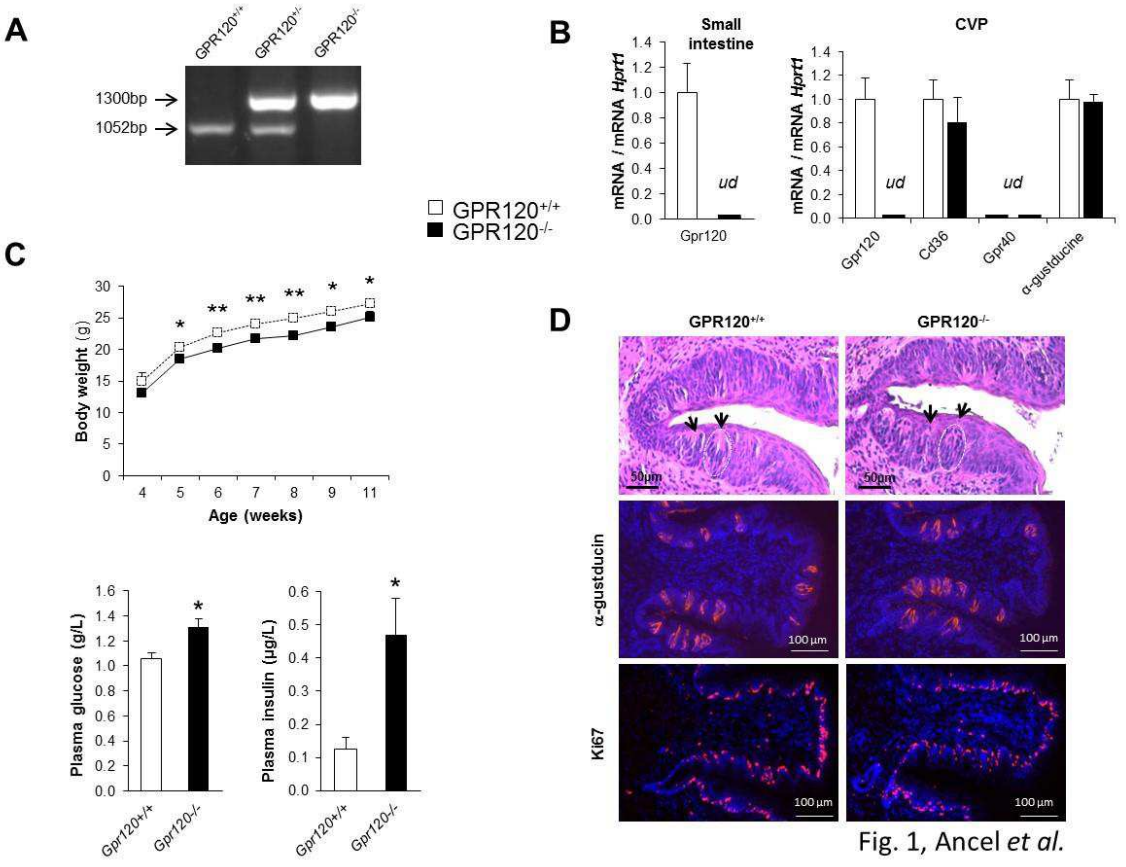 A
GPR120+/+
GPR120+/-
GPR120-/-
1300bp
1052bp
B
Small
intestine
CVP
mRNA / mRNA Hprt1
1.4
1.2
1.0
0.8
0.6
0.4
0.2
0.0
ud
Gpr120
mRNA / mRNA Hprt1
1.4
1.2
1.0
0.8
0.6
0.4
0.2
0.0
ud
ud
Gpr120
Cd36
Gpr40
α-gustducine
GPR120+/+
GPR120-/-
C
Body weight (g)
30
25
20
15
10
5
0
* ** ** ** * *
4 5 6 7 8 9 11
Age (weeks)
Plasma glucose (g/L)
1.6
1.4
1.2
1.0
0.8
0.6
0.4
0.2
0.0
*
Gpr120+/+
Gpr120-/-
Plasma insulin (µg/L)
0.6
0.5
0.4
0.3
0.2
0.1
0
*
Gpr120+/+
Gpr120-/-
D
GPR120+/+
GPR120-/-
50µm
50µm
α-gustducin
100 µm
100 µm
Ki67
100 µm
100 µm
Fig. 1, Ancel et al.